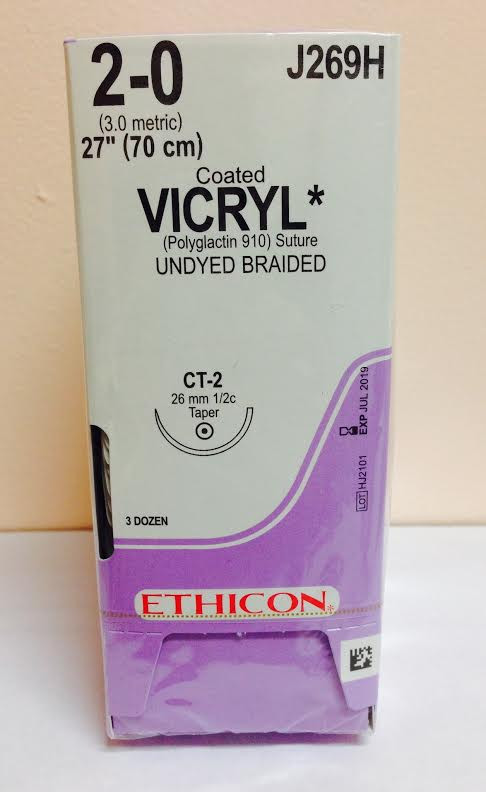 2-0
J269H
(3.0 metric)
27" (70 cm)
Coated
VICRYL*
(Polyglactin 910) Suture
UNDYED BRAIDED
CT-2
26 mm 1/2c
Taper
EXP JUL 2019
LOT HJ2101
3 DOZEN
ETHICON*